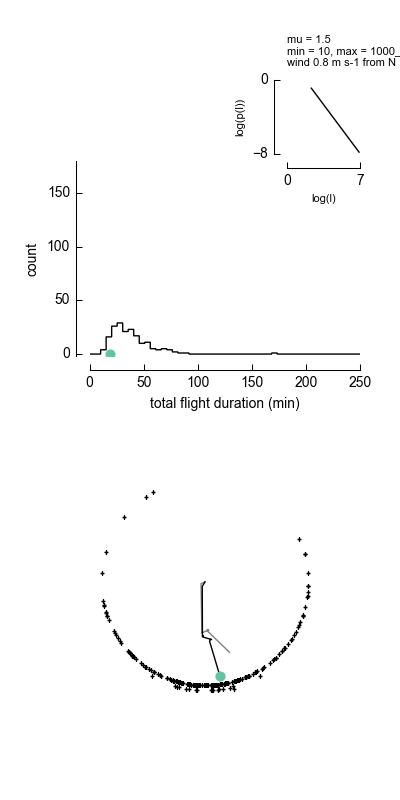 mu = 1.5
min = 10, max = 1000_
wind 0.8 m s-1 from N
0
log(p(l))
−8
0 7
log(l)
150
100
count
50
0
0 50 100 150 200 250
total flight duration (min)